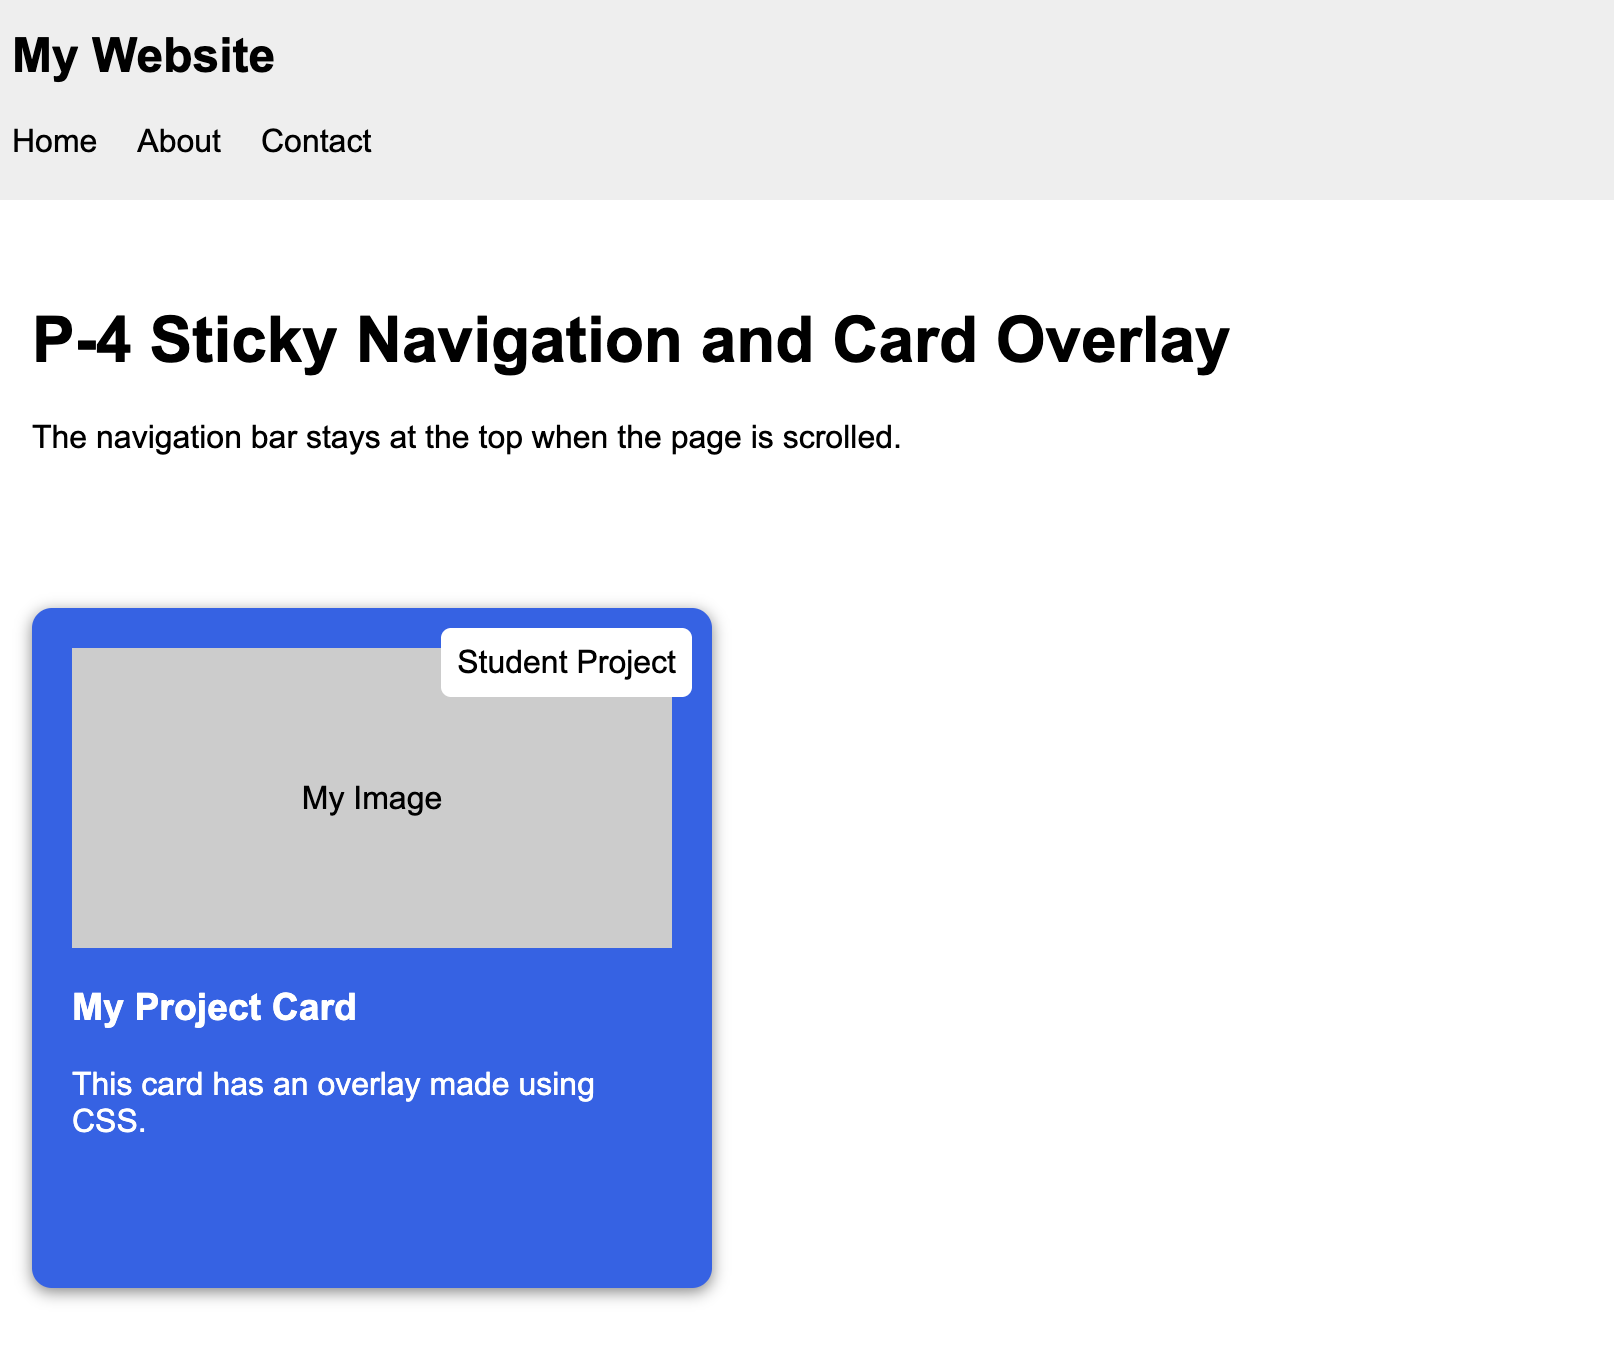 My Website
Home About Contact
P-4 Sticky Navigation and Card Overlay
The navigation bar stays at the top when the page is scrolled.
Student Project
My Image
My Project Card
This card has an overlay made using
CSS.